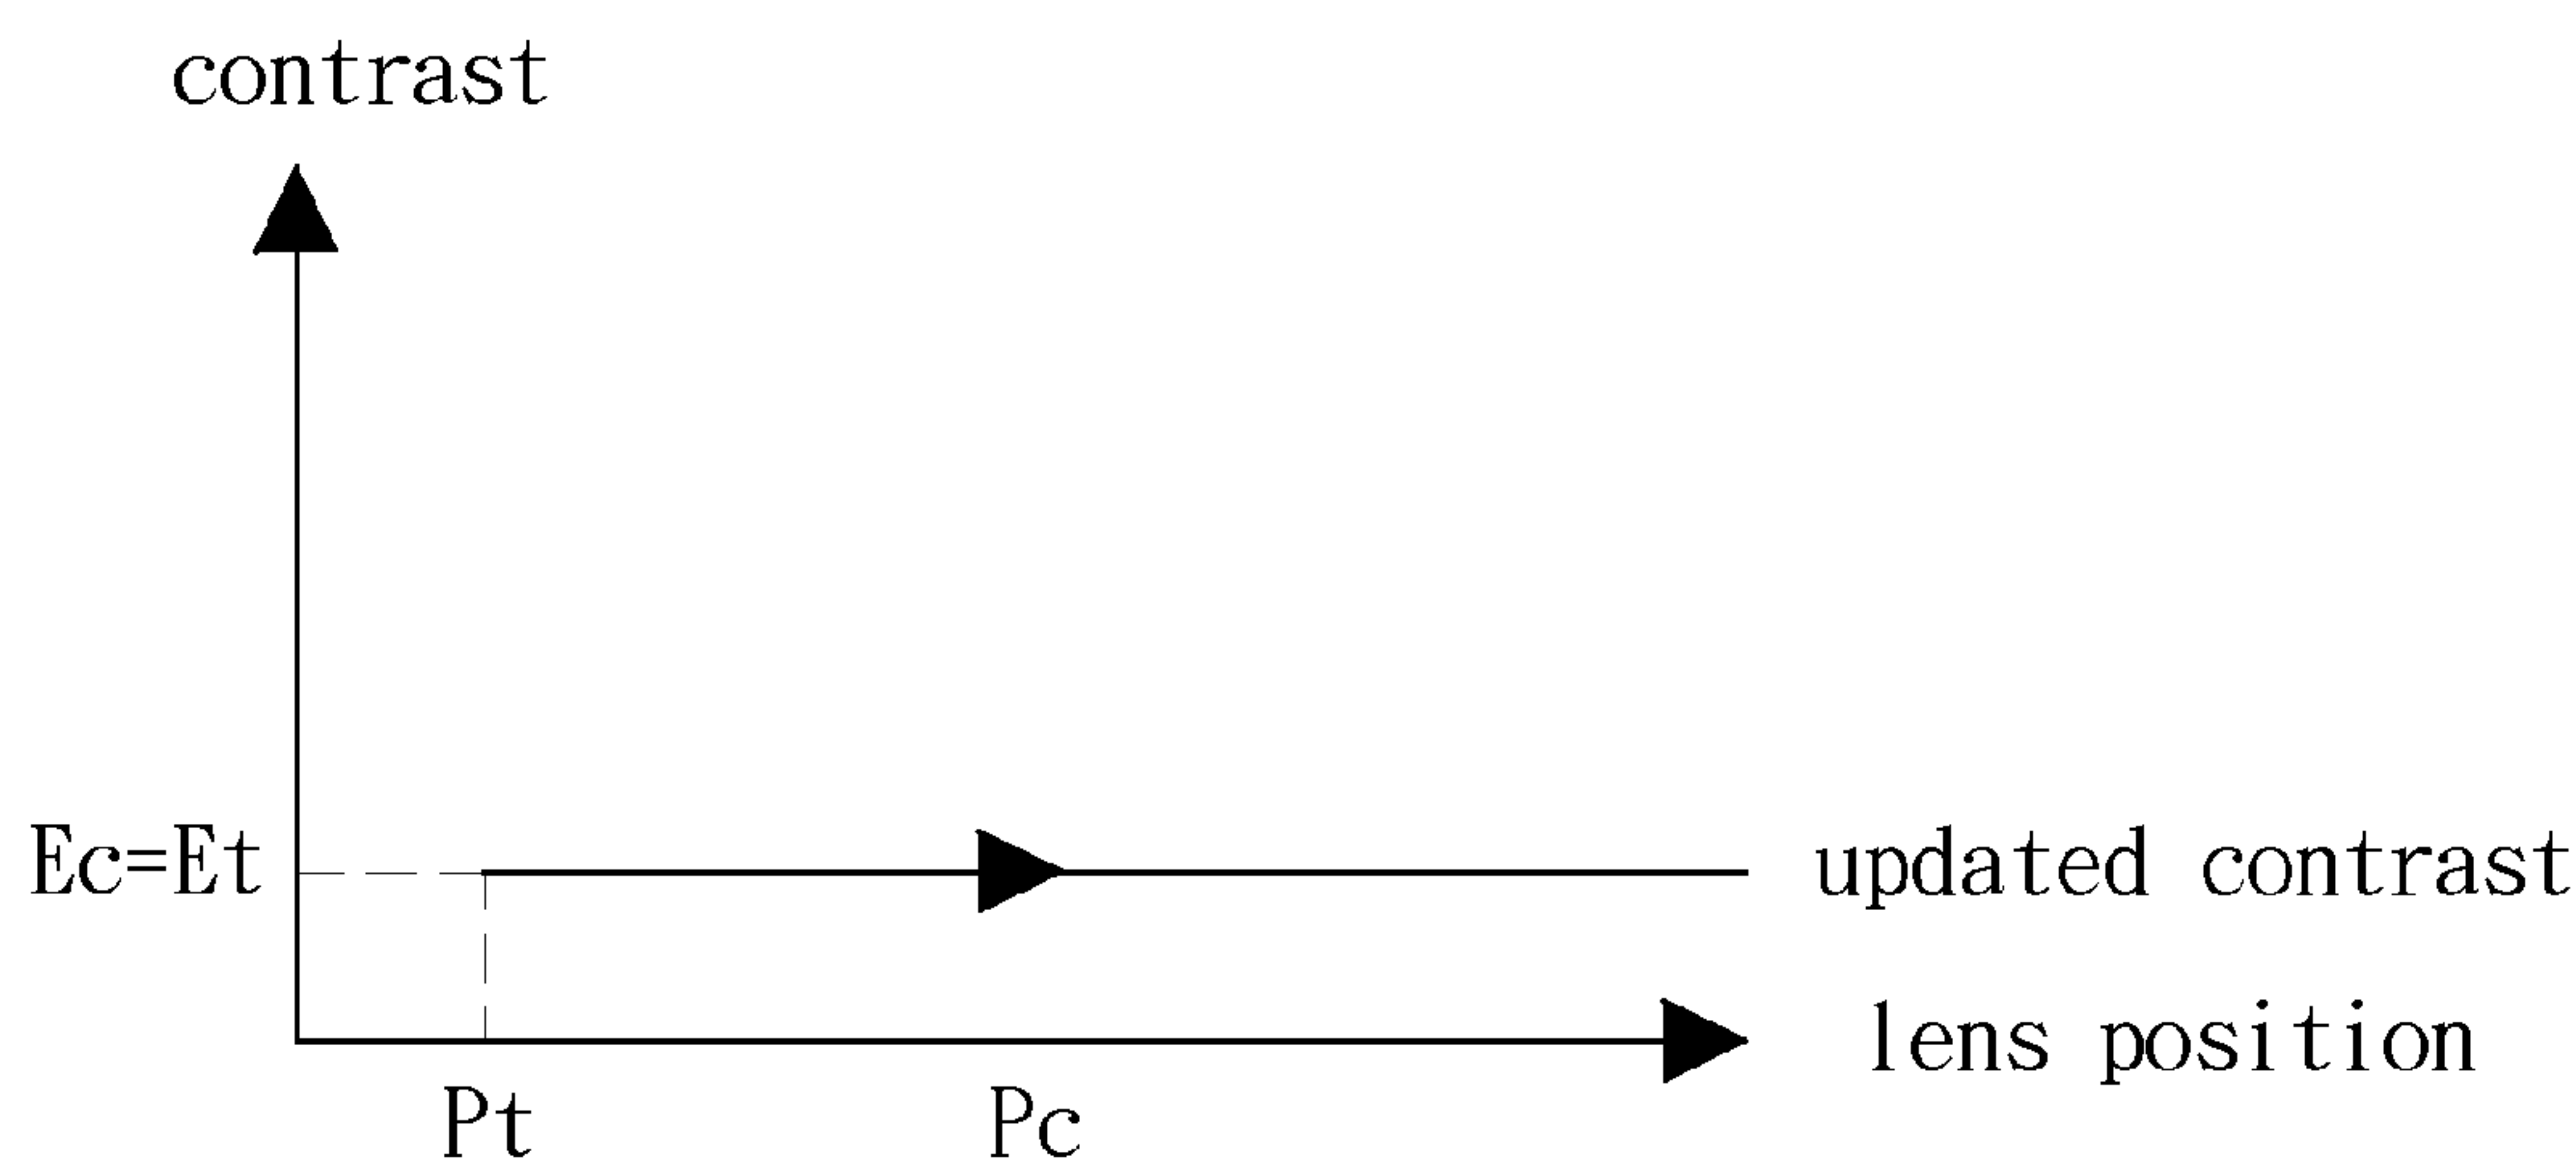 contrast
Ec=Et
updated contrast
lens position
Pt
Pc